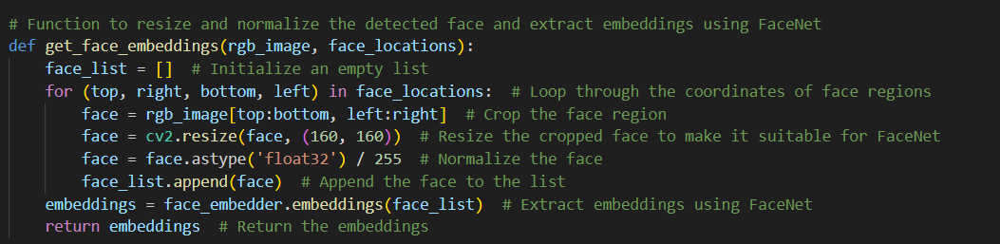 # Function to resize and normalize the detected face and extract embeddings using FaceNet
def get_face_embeddings(rgb_image, face_locations):
    face_list = []  # Initialize an empty list
    for (top, right, bottom, left) in face_locations:  # Loop through the coordinates of face regions
        face = rgb_image[top:bottom, left:right]  # Crop the face region
        face = cv2.resize(face, (160, 160))  # Resize the cropped face to make it suitable for FaceNet
        face = face.astype('float32') / 255  # Normalize the face
        face_list.append(face)  # Append the face to the list
    embeddings = face_embedder.embeddings(face_list)  # Extract embeddings using FaceNet
    return embeddings  # Return the embeddings